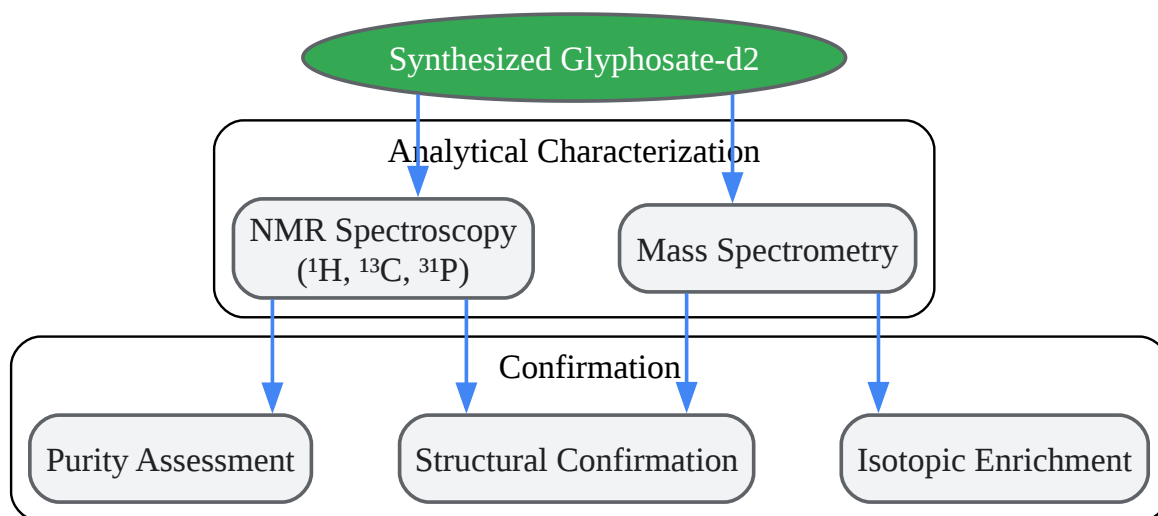 Synthesized Glyphosate-d2
Analytical Characterization
NMR Spectroscopy
(¹H, ¹³C, ³¹P)
Mass Spectrometry
Confirmation
Purity Assessment
Structural Confirmation
Isotopic Enrichment